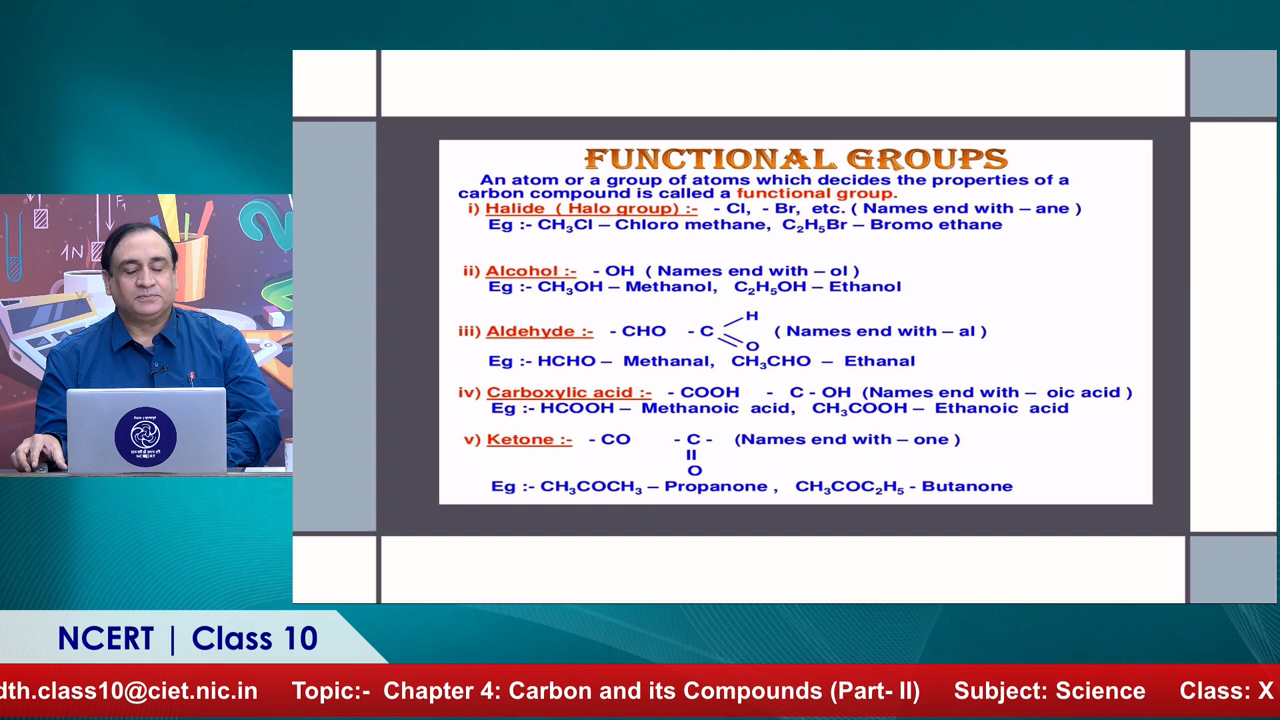 FUNCTIONAL GROUPS
An atom or a group of atoms which decides the properties of a
carbon compound is called a functional group.
i) Halide ( Halo group) :- - Cl, - Br, etc. ( Names end with – ane )
Eg :- CH₃Cl – Chloro methane, C₂H₅Br – Bromo ethane
ii) Alcohol :- - OH ( Names end with – ol )
Eg :- CH₃OH – Methanol, C₂H₅OH – Ethanol
H
iii) Aldehyde :- - CHO - C ( Names end with – al )
O
Eg :- HCHO – Methanal, CH₃CHO – Ethanal
iv) Carboxylic acid :- - COOH - C - OH (Names end with – oic acid )
Eg :- HCOOH – Methanoic acid, CH₃COOH – Ethanoic acid
v) Ketone :- - CO - C - (Names end with – one )
O
Eg :- CH₃COCH₃ – Propanone , CH₃COC₂H₅ - Butanone
1N
F₁
NCERT
NCERT | Class 10
dth.class10@ciet.nic.in Topic:- Chapter 4: Carbon and its Compounds (Part- II) Subject: Science Class: X